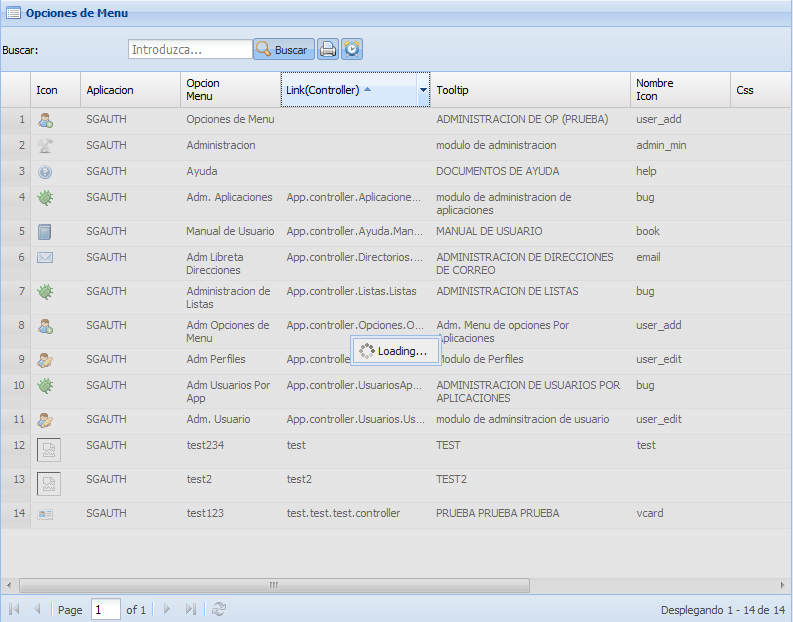 Opciones de Menu
Buscar: Introduzca... Buscar
Icon Aplicacion Opcion Menu Link(Controller) Tooltip Nombre Icon Css
1 SGAUTH Opciones de Menu ADMINISTRACION DE OP (PRUEBA) user_add
2 SGAUTH Administracion modulo de administracion admin_min
3 SGAUTH Ayuda DOCUMENTOS DE AYUDA help
4 SGAUTH Adm. Aplicaciones App.controller.Aplicacione... modulo de administracion de
aplicaciones
bug
5 SGAUTH Manual de Usuario App.controller.Ayuda.Man... MANUAL DE USUARIO book
6 SGAUTH Adm Libreta
Direcciones
App.controller.Directorios.... ADMINISTRACION DE DIRECCIONES
DE CORREO
email
7 SGAUTH Administracion de
Listas
App.controller.Listas.Listas ADMINISTRACION DE LISTAS bug
8 SGAUTH Adm Opciones de
Menu
App.controller.Opciones.O... Adm. Menu de opciones Por
Aplicaciones
user_add
Loading...
9 SGAUTH Adm Perfiles App.controller Modulo de Perfiles user_edit
10 SGAUTH Adm Usuarios Por
App
App.controller.UsuariosAp... ADMINISTRACION DE USUARIOS POR
APLICACIONES
bug
11 SGAUTH Adm. Usuario App.controller.Usuarios.Us... modulo de adminsitracion de usuario user_edit
12 SGAUTH test234 test TEST test
13 SGAUTH test2 test2 TEST2
14 SGAUTH test123 test.test.test.controller PRUEBA PRUEBA PRUEBA vcard
Page 1 of 1 Desplegando 1 - 14 de 14